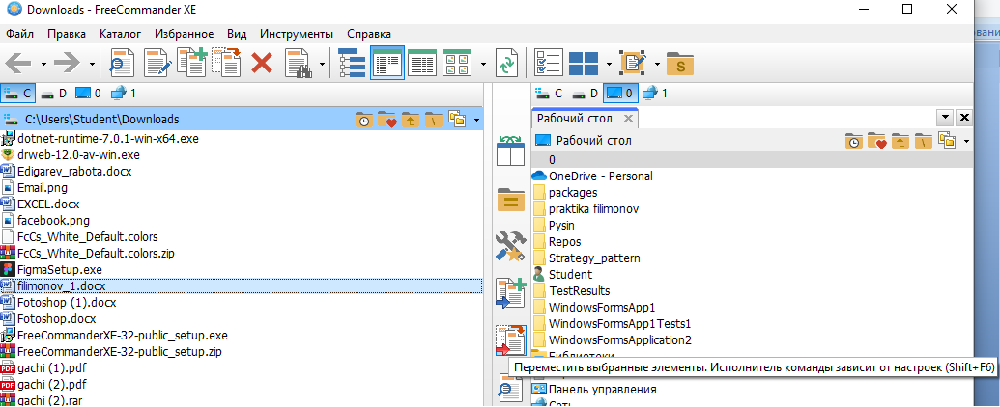 Downloads - FreeCommander XE
Файл Правка Каталог Избранное Вид Инструменты Справка
S
C D 0 1
C D 0 1
C:\Users\Student\Downloads
dotnet-runtime-7.0.1-win-x64.exe
drweb-12.0-av-win.exe
Edigarev_rabota.docx
Email.png
EXCEL.docx
facebook.png
FcCs_White_Default.colors
FcCs_White_Default.colors.zip
FigmaSetup.exe
filimonov_1.docx
Fotoshop (1).docx
Fotoshop.docx
FreeCommanderXE-32-public_setup.exe
FreeCommanderXE-32-public_setup.zip
gachi (1).pdf
gachi (2).pdf
gachi (2).rar
Рабочий стол
Рабочий стол
0
OneDrive - Personal
packages
praktika filimonov
Pysin
Repos
Strategy_pattern
Student
TestResults
WindowsFormsApp1
WindowsFormsApp1Tests1
WindowsFormsApplication2
Библиотеки
Переместить выбранные элементы. Исполнитель команды зависит от настроек (Shift+F6)
Панель управления
Сеть